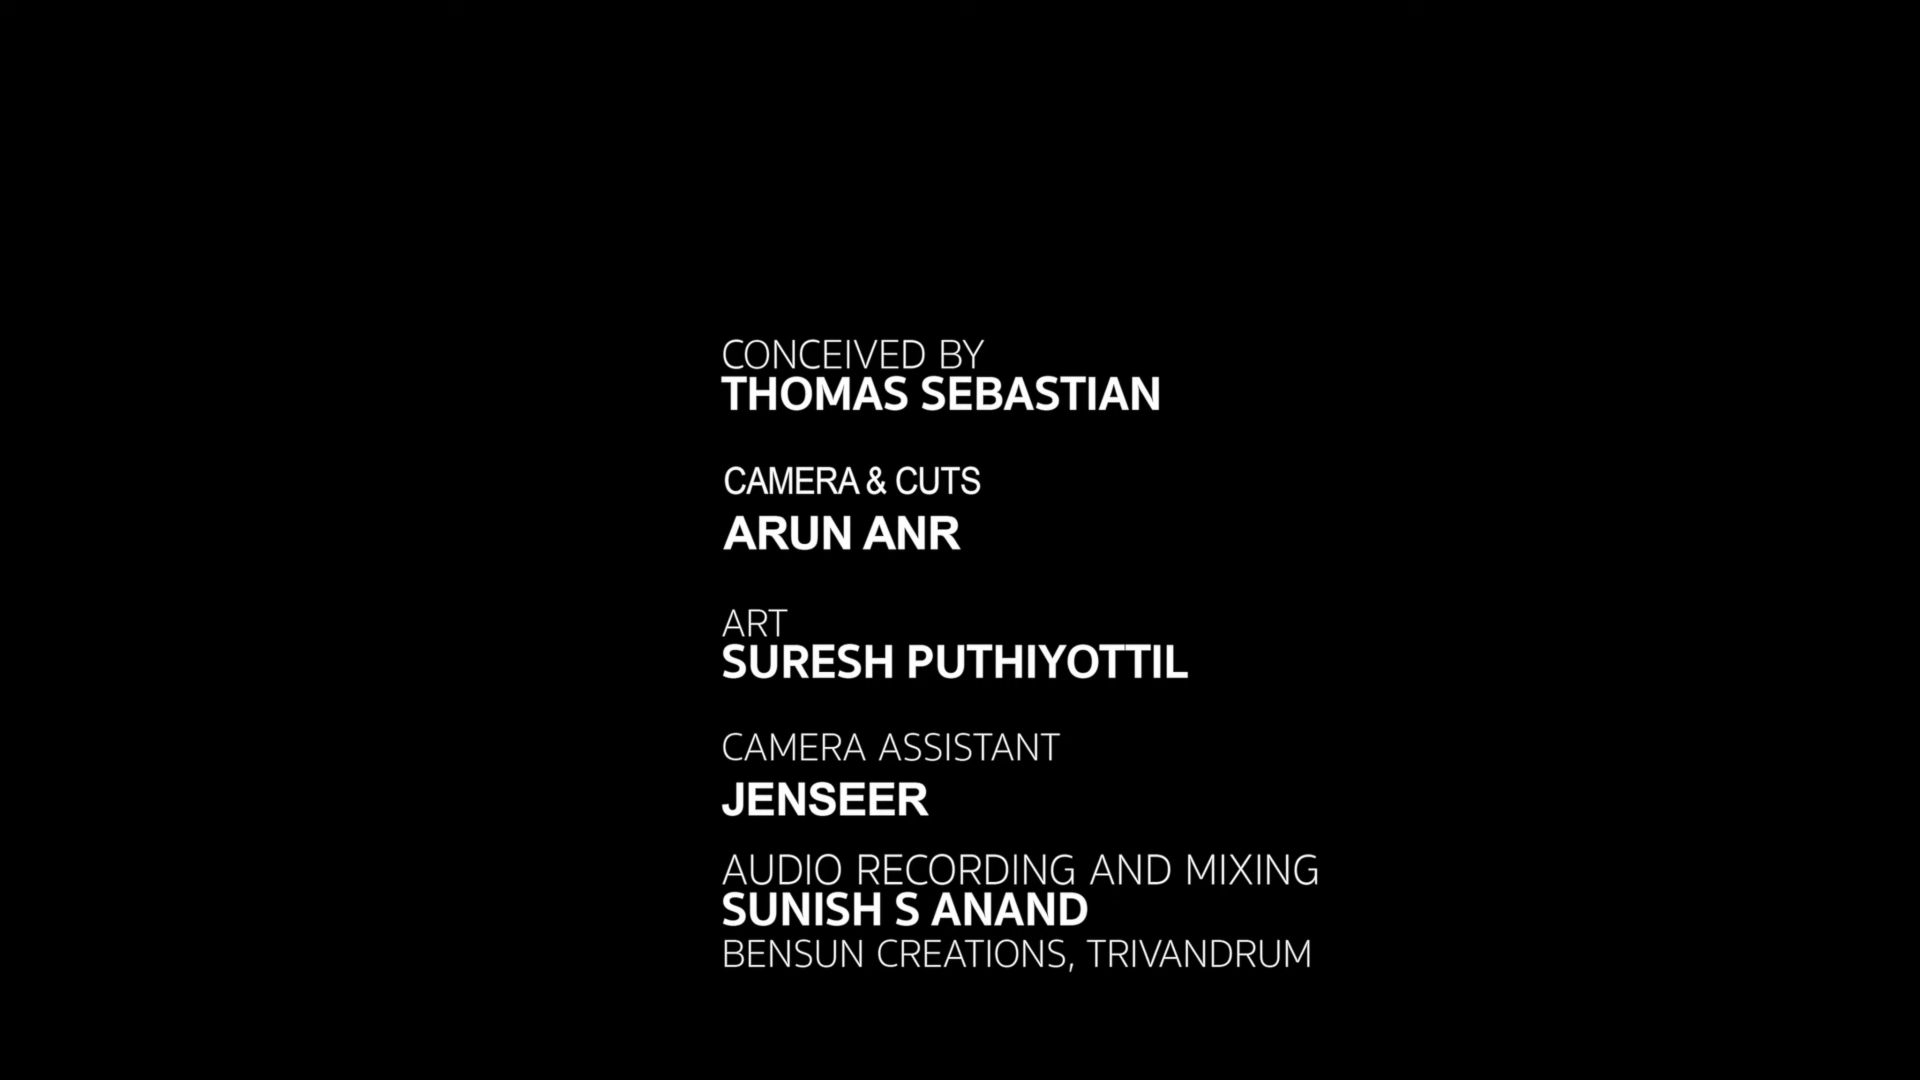 CONCEIVED BY
THOMAS SEBASTIAN
CAMERA & CUTS
ARUN ANR
ART
SURESH PUTHIYOTTIL
CAMERA ASSISTANT
JENSEER
AUDIO RECORDING AND MIXING
SUNISH S ANAND
BENSUN CREATIONS, TRIVANDRUM